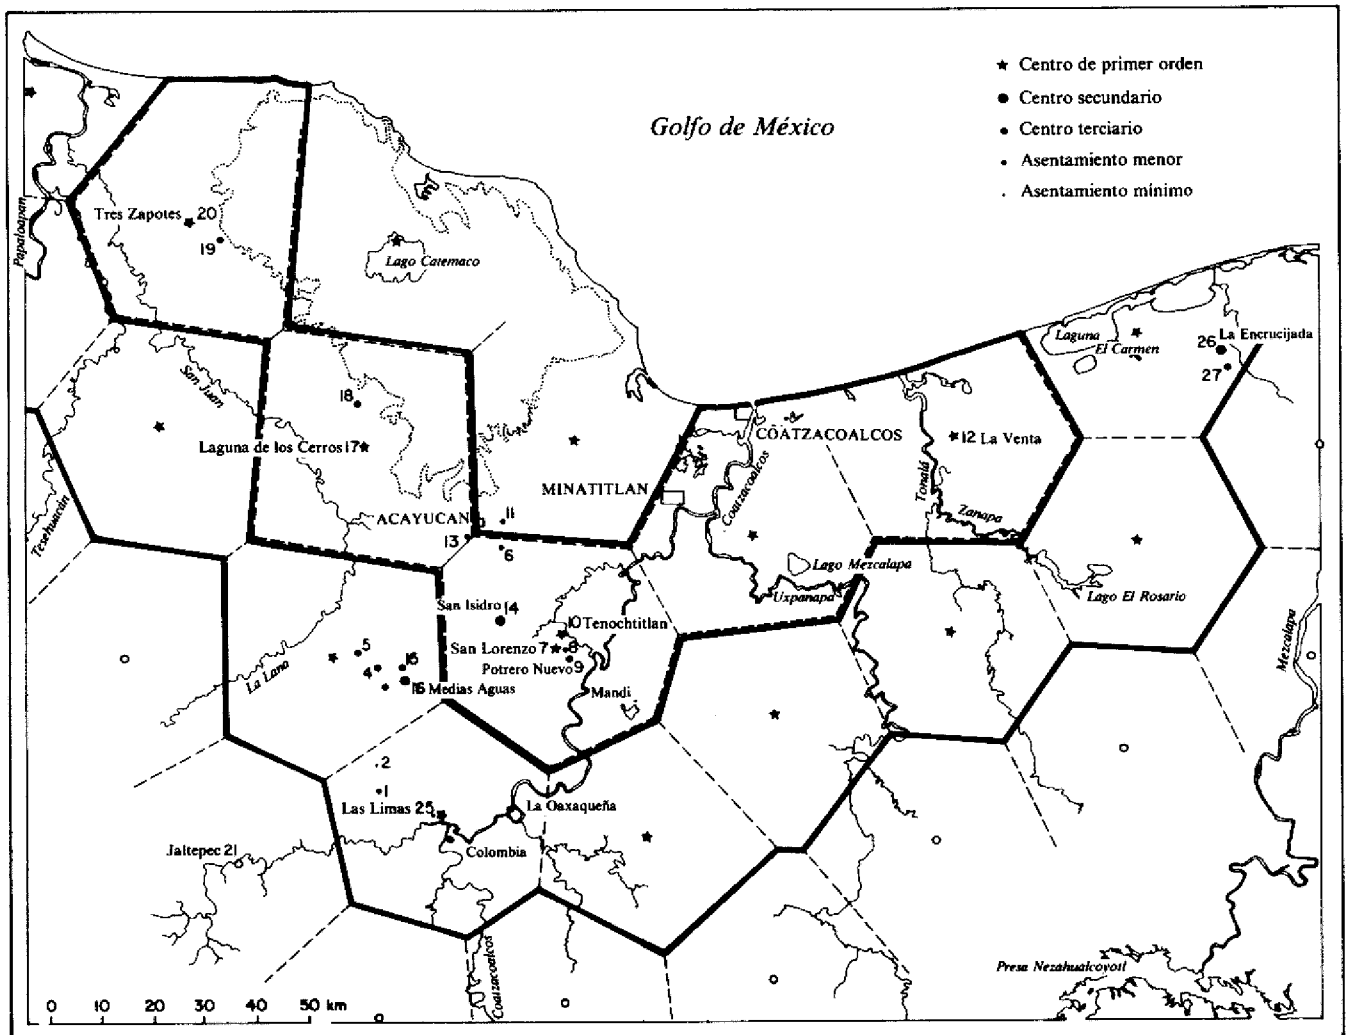 Centro de primer orden
Centro secundario
Centro terciario
Asentamiento menor
Asentamiento mínimo
Golfo de México
Papaloapan
Tres Zapotes
20
19
Lago Catemaco
San Juan
18
Laguna de los Cerros 17
Tesehuacán
ACAYUCAN
13
11
6
MINATITLAN
COATZACOALCOS
Coatzacoalcos
Laguna
El Carmen
26 La Encrucijada
27
12 La Venta
Tonalá
Zanapa
Lago Mezcalapa
Uxpanapa
Lago El Rosario
Mezcalapa
San Isidro
14
10 Tenochtitlan
San Lorenzo 7
8
Potrero Nuevo
9
Mandi
5
15
4
16 Medias Aguas
La Lana
2
1
Las Limas 25
La Oaxaqueña
Colombia
Jaltepec 21
Coatzacoalcos
Presa Nezahualcoyotl
0 10 20 30 40 50 km